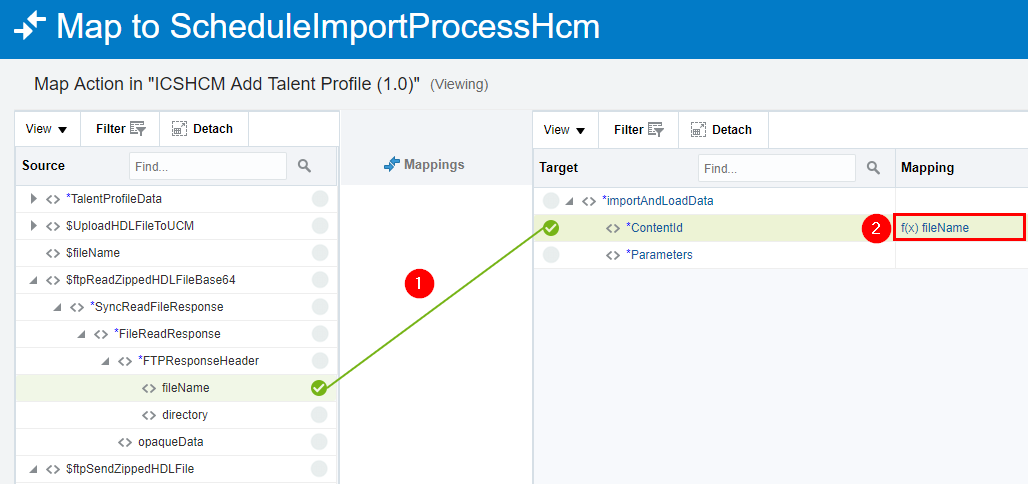 Map to ScheduleImportProcessHcm
Map Action in "ICSHCM Add Talent Profile (1.0)" (Viewing)
View Filter Detach
Source Find...
*TalentProfileData
$UploadHDLFileToUCM
$fileName
$ftpReadZippedHDLFileBase64
*SyncReadFileResponse
*FileReadResponse
*FTPResponseHeader
fileName
directory
opaqueData
$ftpSendZippedHDLFile
Mappings
1
View Filter Detach
Target Find... Mapping
*importAndLoadData
*ContentId 2 f(x) fileName
*Parameters